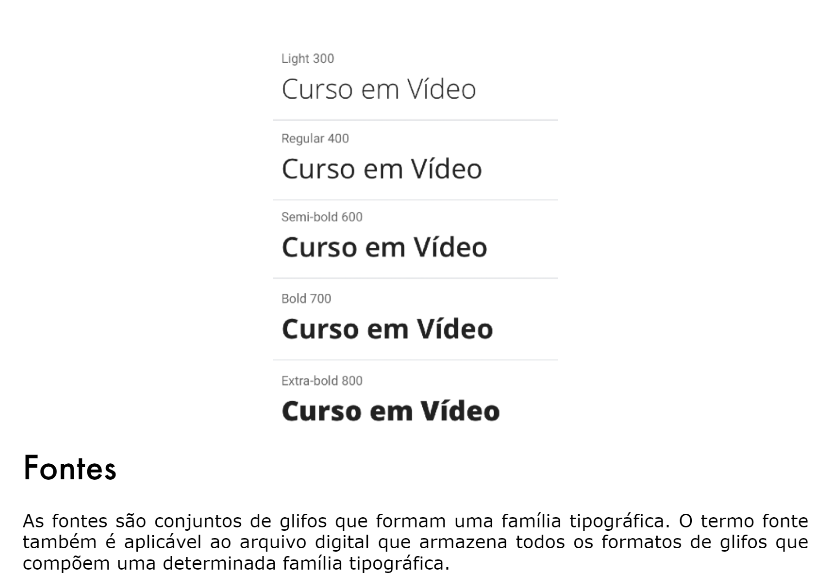 Light 300
Curso em Vídeo
Regular 400
Curso em Vídeo
Semi-bold 600
Curso em Vídeo
Bold 700
Curso em Vídeo
Extra-bold 800
Curso em Vídeo
Fontes
As fontes são conjuntos de glifos que formam uma família tipográfica. O termo fonte
também é aplicável ao arquivo digital que armazena todos os formatos de glifos que
compõem uma determinada família tipográfica.